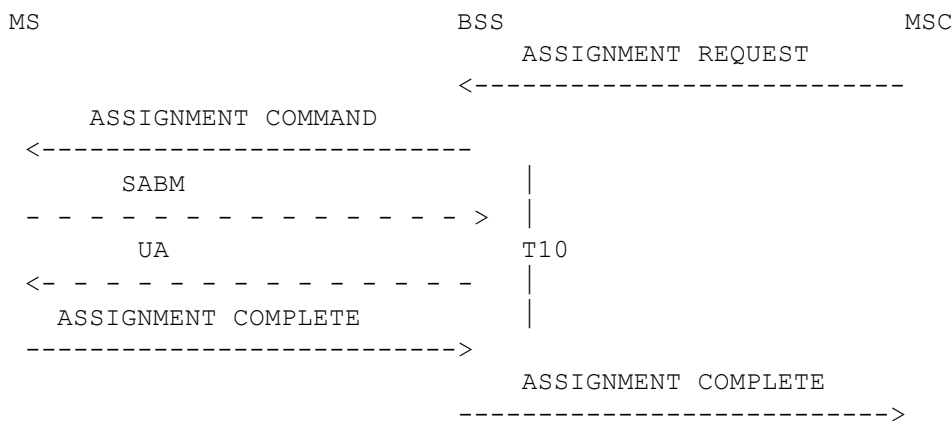 MS BSS MSC
ASSIGNMENT REQUEST
ASSIGNMENT COMMAND
SABM
UA T10
ASSIGNMENT COMPLETE
ASSIGNMENT COMPLETE